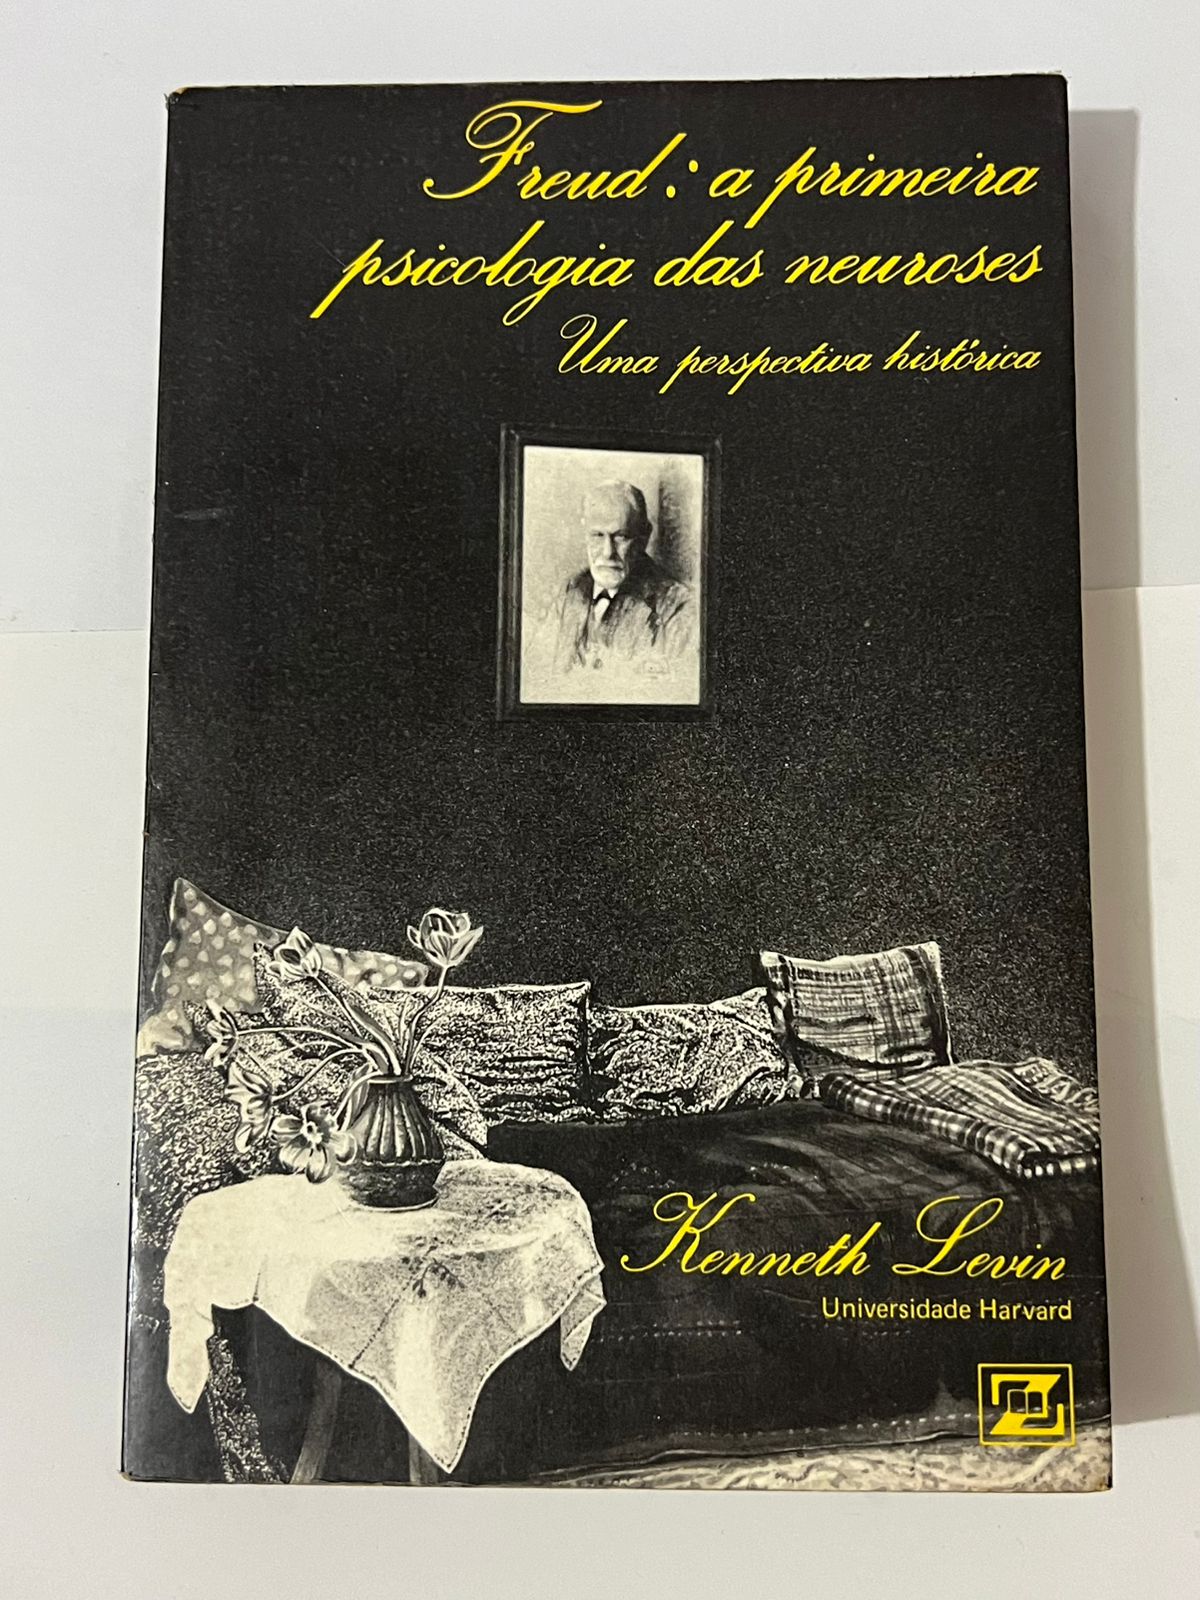 Freud: a primeira
psicologia das neuroses
Uma perspectiva histórica
Kenneth Levin
Universidade Harvard